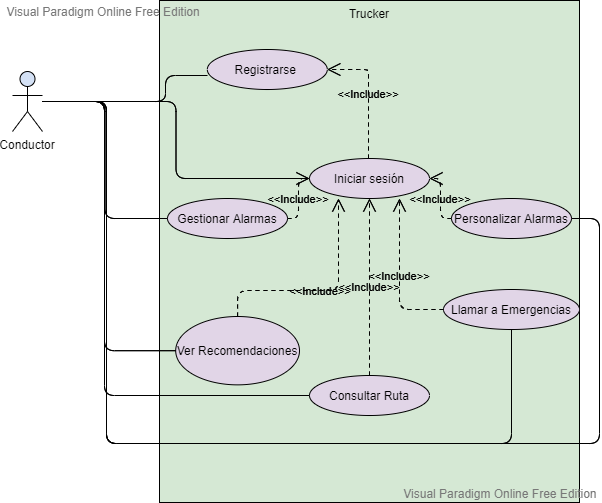 Visual Paradigm Online Free Edition
Trucker
Registrarse
<<Include>>
Conductor
Iniciar sesión
<<Include>>
<<Include>>
Gestionar Alarmas
Personalizar Alarmas
<<Include>>
<<Include>>
<<Include>>
Llamar a Emergencias
Ver Recomendaciones
Consultar Ruta
Visual Paradigm Online Free Edition